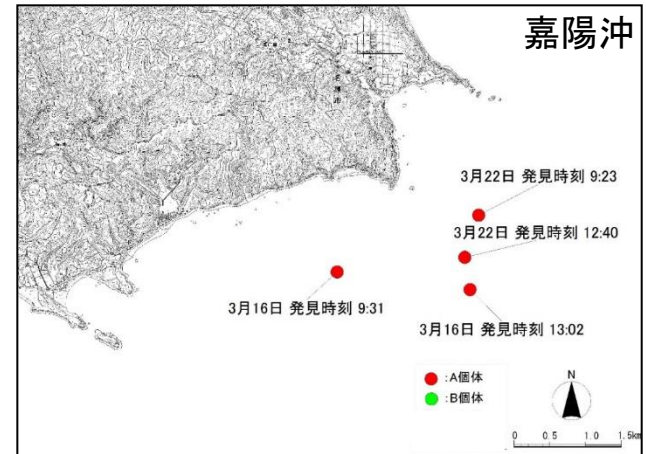 嘉陽沖
3月22日 発見時刻 9:23
3月22日 発見時刻 12:40
3月16日 発見時刻 9:31
3月16日 発見時刻 13:02
:A個体
:B個体
N
0 0.5 1.0 1.5km